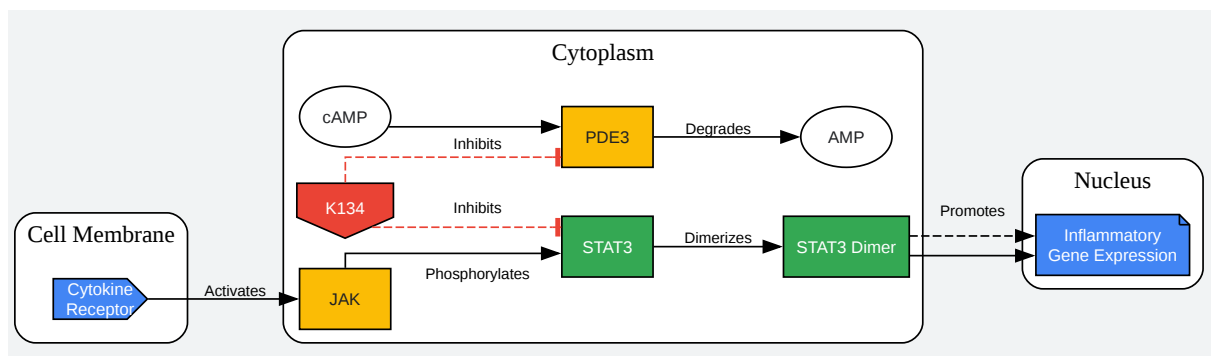 Cytoplasm
cAMP
PDE3
Degrades
AMP
Inhibits
K134
Inhibits
STAT3
Dimerizes
STAT3 Dimer
Promotes
Nucleus
Inflammatory
Gene Expression
Cell Membrane
Cytokine
Receptor
Activates
JAK
Phosphorylates